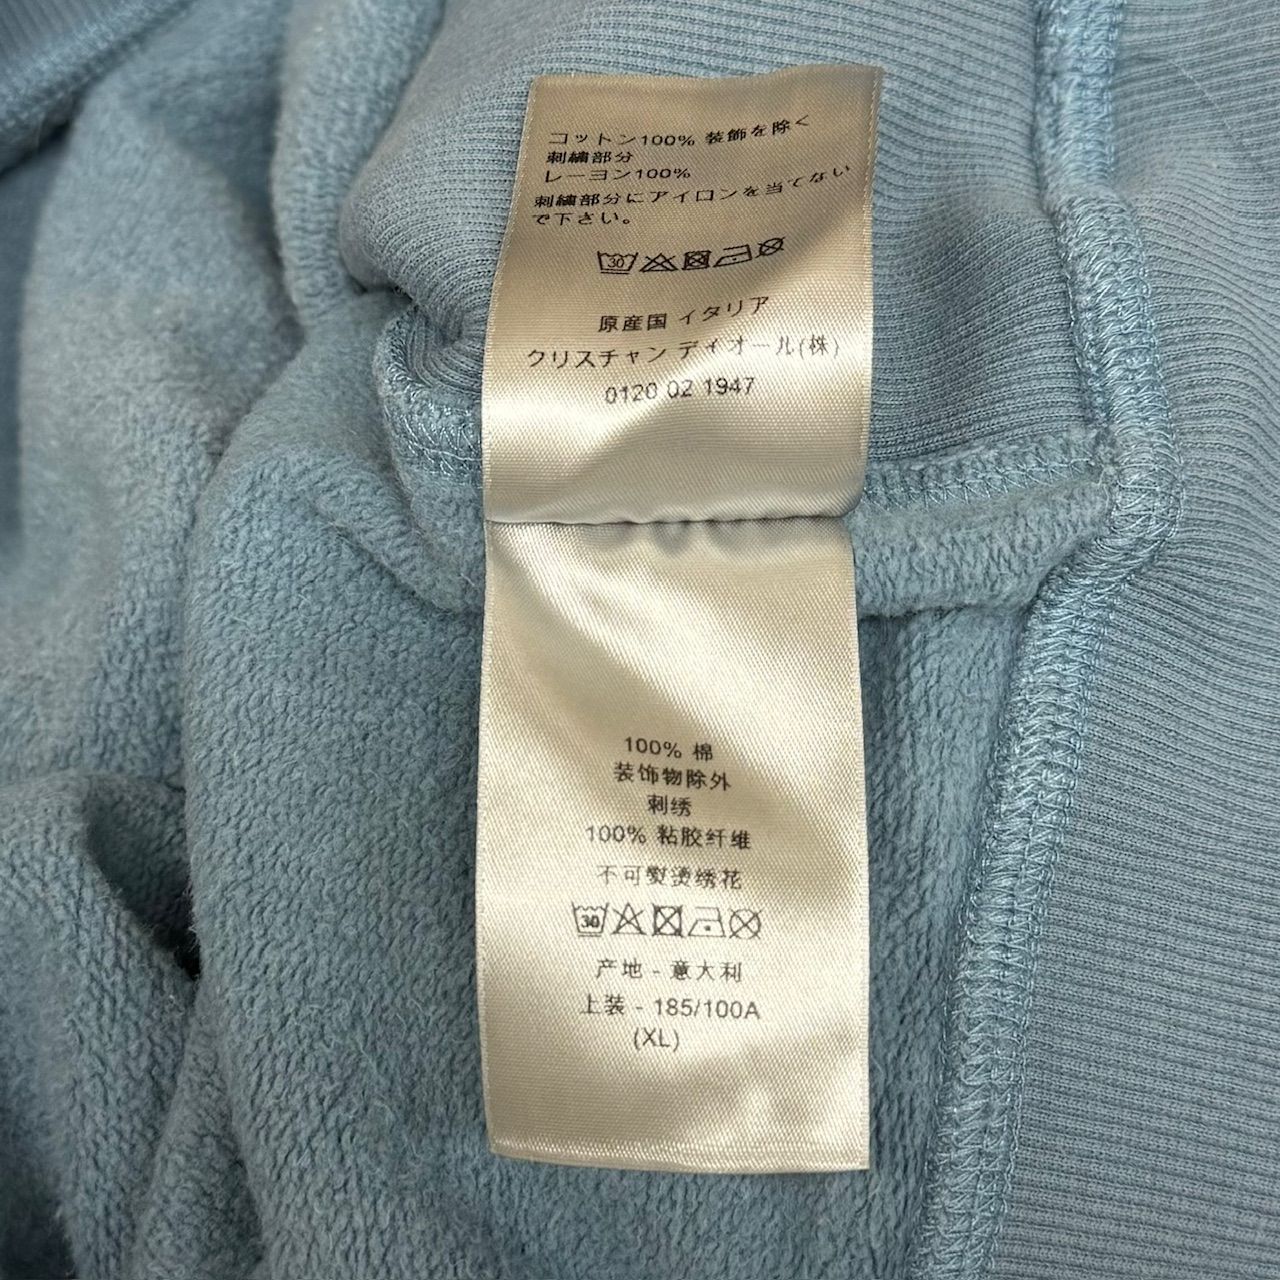 コットン100% 装飾を除く
刺繍部分
レーヨン100%
刺繍部分にアイロンを当てない
で下さい。
30
原産国 イタリア
クリスチャン ディオール(株)
0120 02 1947
100% 棉
装饰物除外
刺绣
100% 粘胶纤维
不可熨烫绣花
30
产地 - 意大利
上装 - 185/100A
(XL)